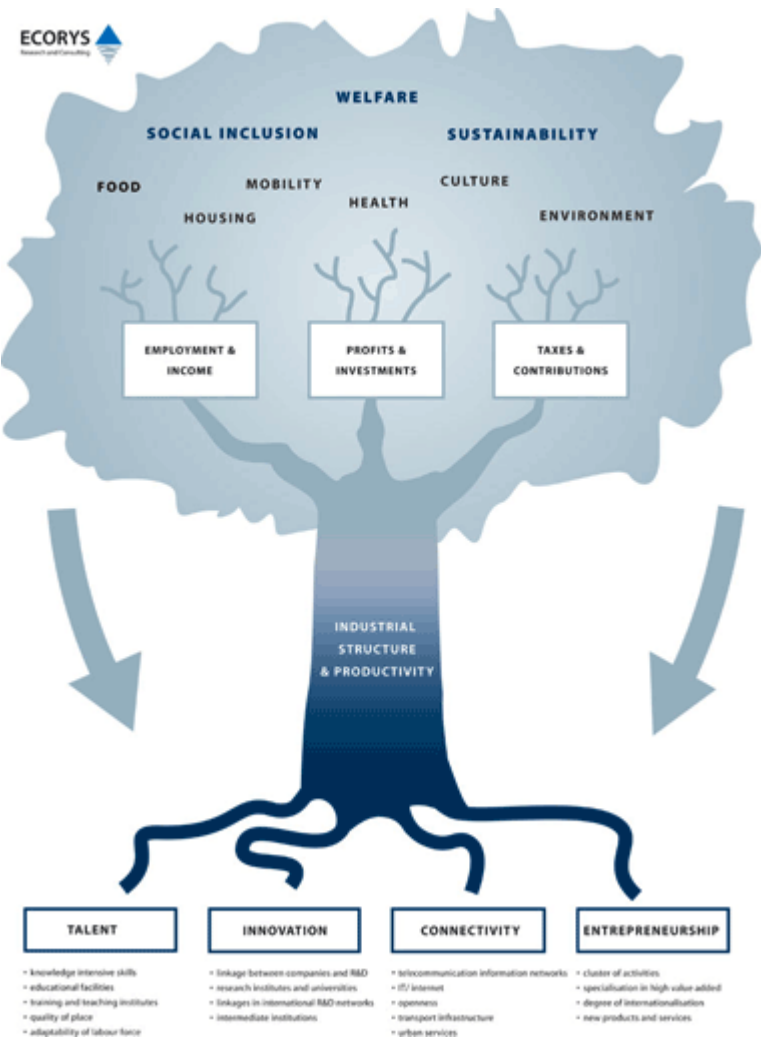 ECORYS
Research and Consulting
WELFARE
SOCIAL INCLUSION
SUSTAINABILITY
FOOD
MOBILITY
CULTURE
HOUSING
HEALTH
ENVIRONMENT
EMPLOYMENT &
INCOME
PROFITS &
INVESTMENTS
TAXES &
CONTRIBUTIONS
INDUSTRIAL
STRUCTURE
& PRODUCTIVITY
TALENT
• knowledge intensive skills
• educational facilities
• training and teaching institutes
• quality of place
• adaptability of labour force
INNOVATION
• linkage between companies and R&D
• research institutes and universities
• linkages in international R&D networks
• intermediate institutions
CONNECTIVITY
• telecommunication information networks
• IT/ internet
• openness
• transport infrastructure
• urban services
ENTREPRENEURSHIP
• cluster of activities
• specialisation in high value added
• degree of internationalisation
• new products and services